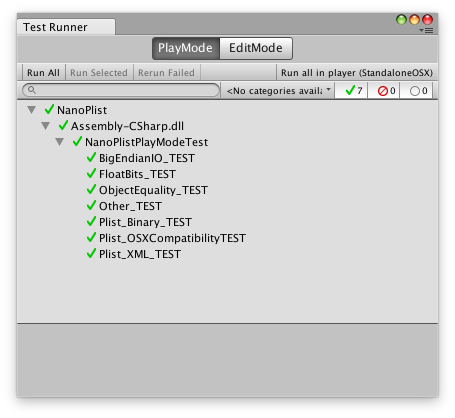 Test Runner
PlayMode EditMode
Run All Run Selected Rerun Failed Run all in player (StandaloneOSX)
<No categories availa 7 0 0
NanoPlist
Assembly-CSharp.dll
NanoPlistPlayModeTest
BigEndianIO_TEST
FloatBits_TEST
ObjectEquality_TEST
Other_TEST
Plist_Binary_TEST
Plist_OSXCompatibilityTEST
Plist_XML_TEST